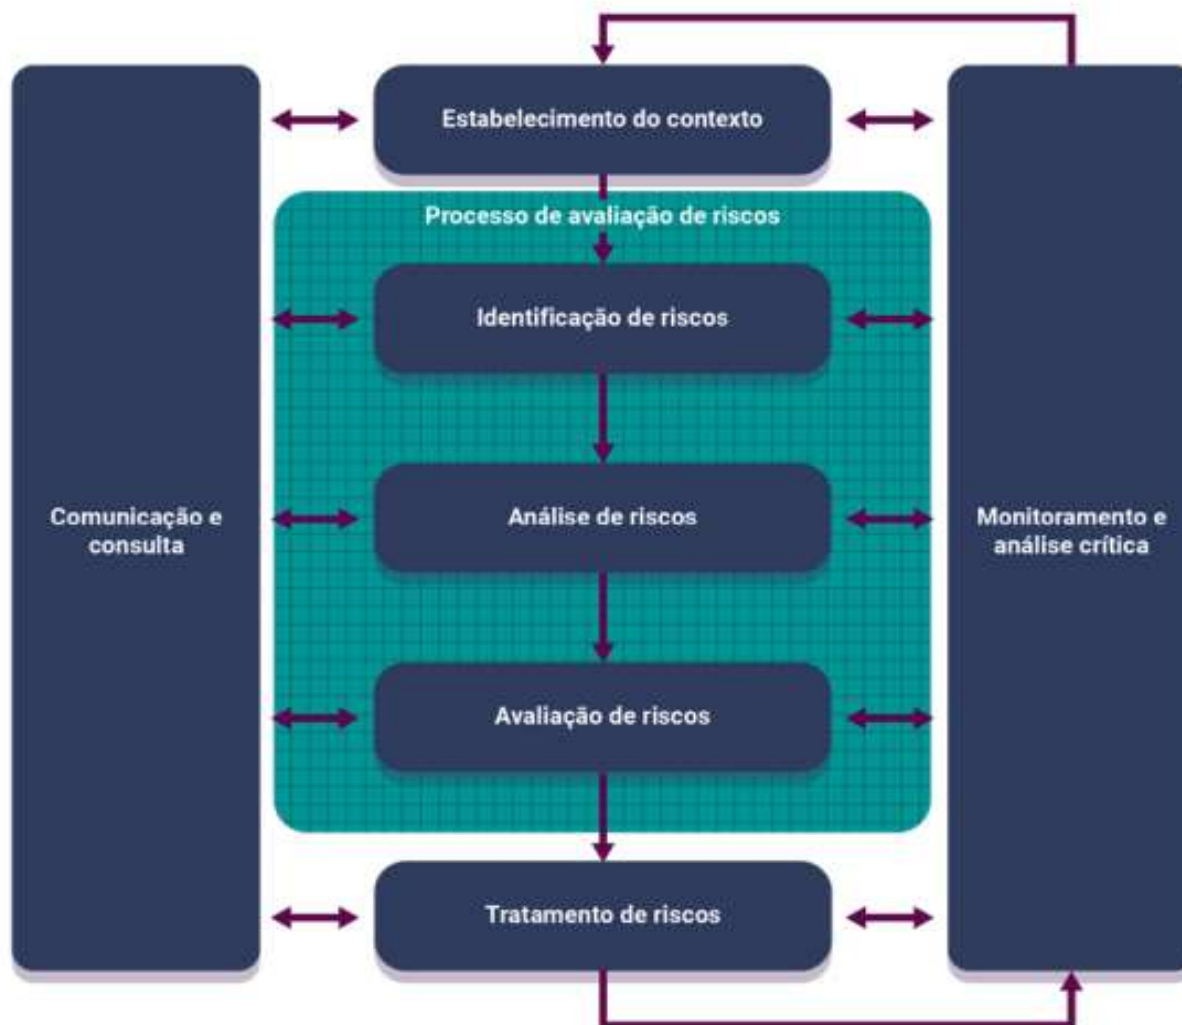 Estabelecimento do contexto
Processo de avaliação de riscos
Identificação de riscos
Comunicação e
consulta
Análise de riscos
Monitoramento e
análise crítica
Avaliação de riscos
Tratamento de riscos